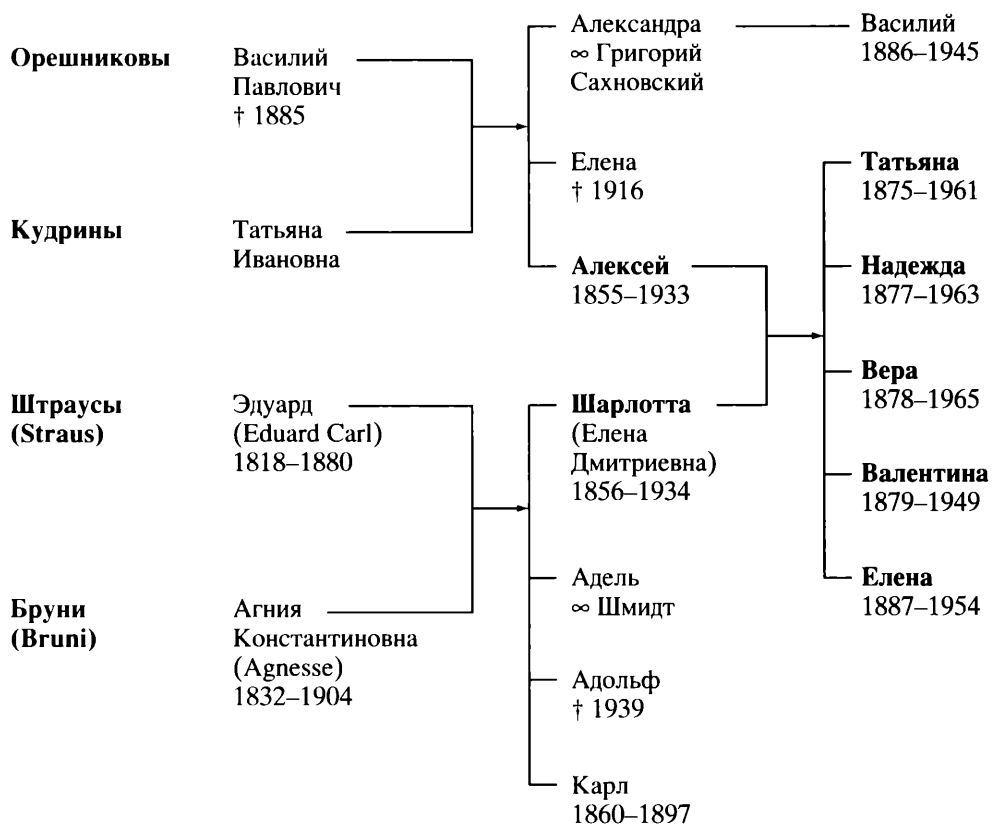 Орешниковы
Василий
Павлович
† 1885
Кудрины
Татьяна
Ивановна
Штраусы
(Straus)
Эдуард
(Eduard Carl)
1818–1880
Бруни
(Bruni)
Агния
Константиновна
(Agnesse)
1832–1904
Александра
∞ Григорий
Сахновский
Елена
† 1916
Алексей
1855–1933
Шарлотта
(Елена
Дмитриевна)
1856–1934
Адель
∞ Шмидт
Адольф
† 1939
Карл
1860–1897
Василий
1886–1945
Татьяна
1875–1961
Надежда
1877–1963
Вера
1878–1965
Валентина
1879–1949
Елена
1887–1954